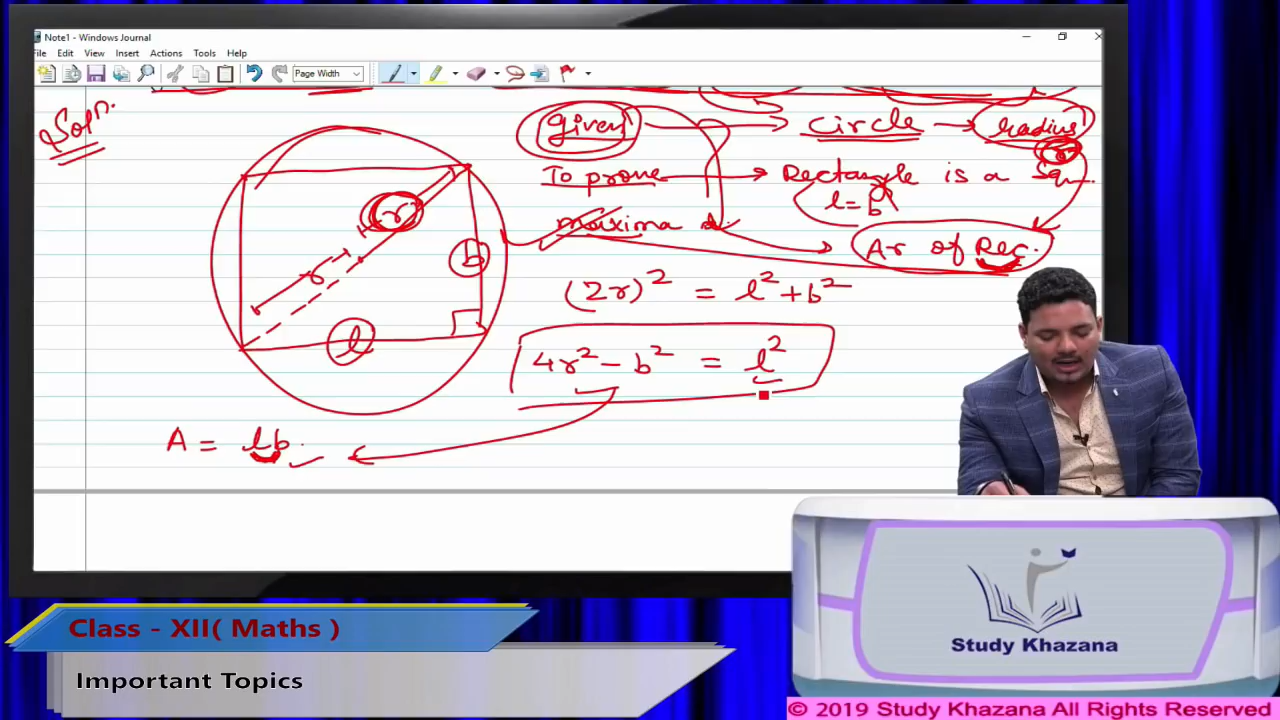 Note1 - Windows Journal
File Edit View Insert Actions Tools Help
Page Width
Soln.
given → circle → radius
r
To prove → Rectangle is a Squ
l = b
maxima
Ar of Rec.
r
r
b
l
(2r)² = l² + b²
4r² - b² = l²
A = lb
Study Khazana
Class - XII( Maths )
Important Topics
© 2019 Study Khazana All Rights Reserved